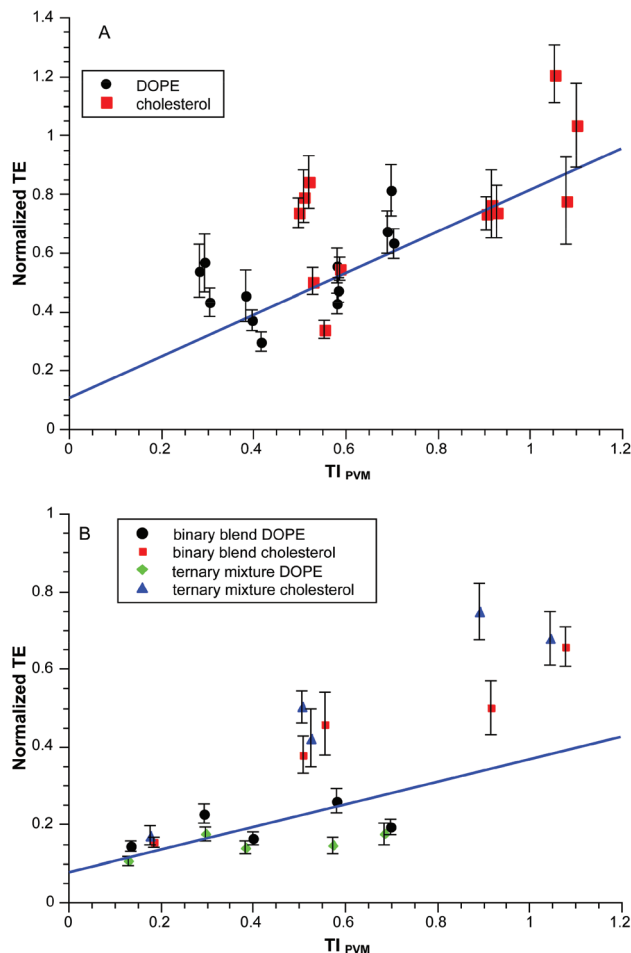 A
DOPE
cholesterol
Normalized TE
1.4
1.2
1
0.8
0.6
0.4
0.2
0
0 0.2 0.4 0.6 0.8 1 1.2
TI PVM
B
binary blend DOPE
binary blend cholesterol
ternary mixture DOPE
ternary mixture cholesterol
Normalized TE
1
0.8
0.6
0.4
0.2
0
0 0.2 0.4 0.6 0.8 1 1.2
TI PVM